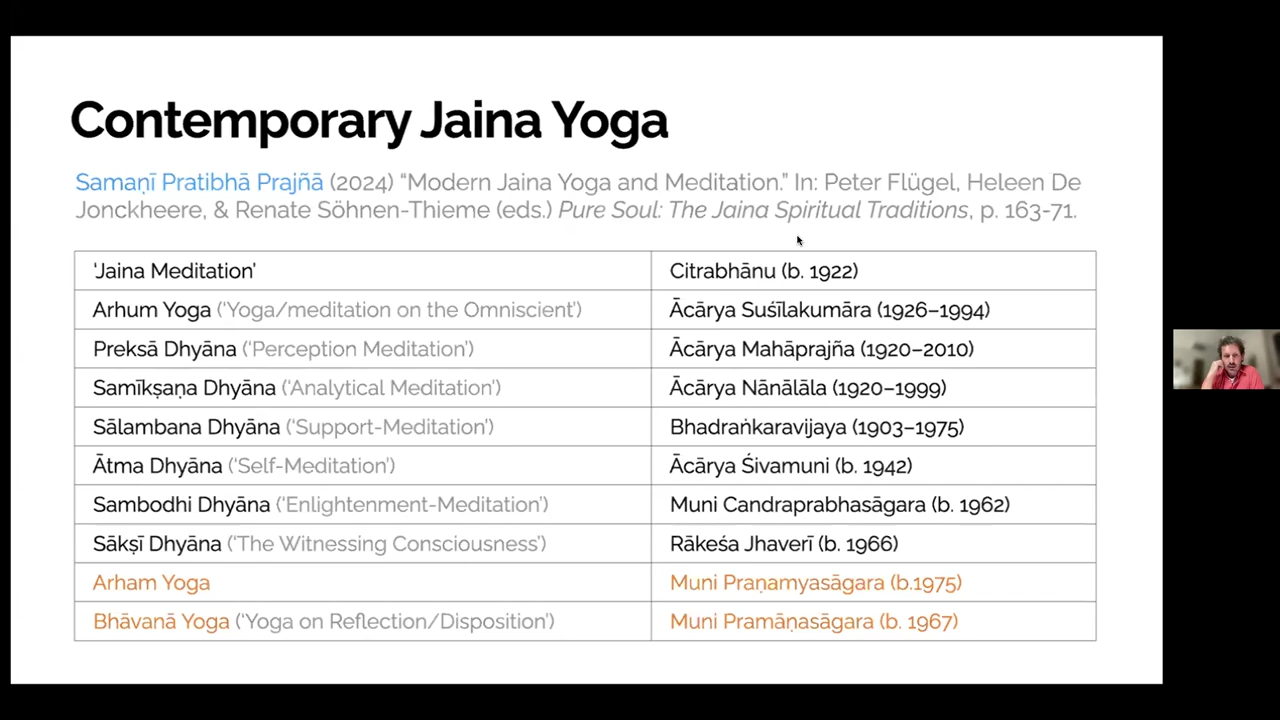 Contemporary Jaina Yoga
Samaṇī Pratibhā Prajñā (2024) “Modern Jaina Yoga and Meditation.” In: Peter Flügel, Heleen De
Jonckheere, & Renate Söhnen-Thieme (eds.) Pure Soul: The Jaina Spiritual Traditions, p. 163-71.
‘Jaina Meditation’ Citrabhānu (b. 1922)
Arhum Yoga (‘Yoga/meditation on the Omniscient’) Ācārya Suśīlakumāra (1926–1994)
Preksā Dhyāna (‘Perception Meditation’) Ācārya Mahāprajña (1920–2010)
Samīkṣaṇa Dhyāna (‘Analytical Meditation’) Ācārya Nānālāla (1920–1999)
Sālambana Dhyāna (‘Support-Meditation’) Bhadraṅkaravijaya (1903–1975)
Ātma Dhyāna (‘Self-Meditation’) Ācārya Śivamuni (b. 1942)
Sambodhi Dhyāna (‘Enlightenment-Meditation’) Muni Candraprabhasāgara (b. 1962)
Sākṣī Dhyāna (‘The Witnessing Consciousness’) Rākeśa Jhaverī (b. 1966)
Arham Yoga Muni Praṇamyasāgara (b.1975)
Bhāvanā Yoga (‘Yoga on Reflection/Disposition’) Muni Pramāṇasāgara (b. 1967)